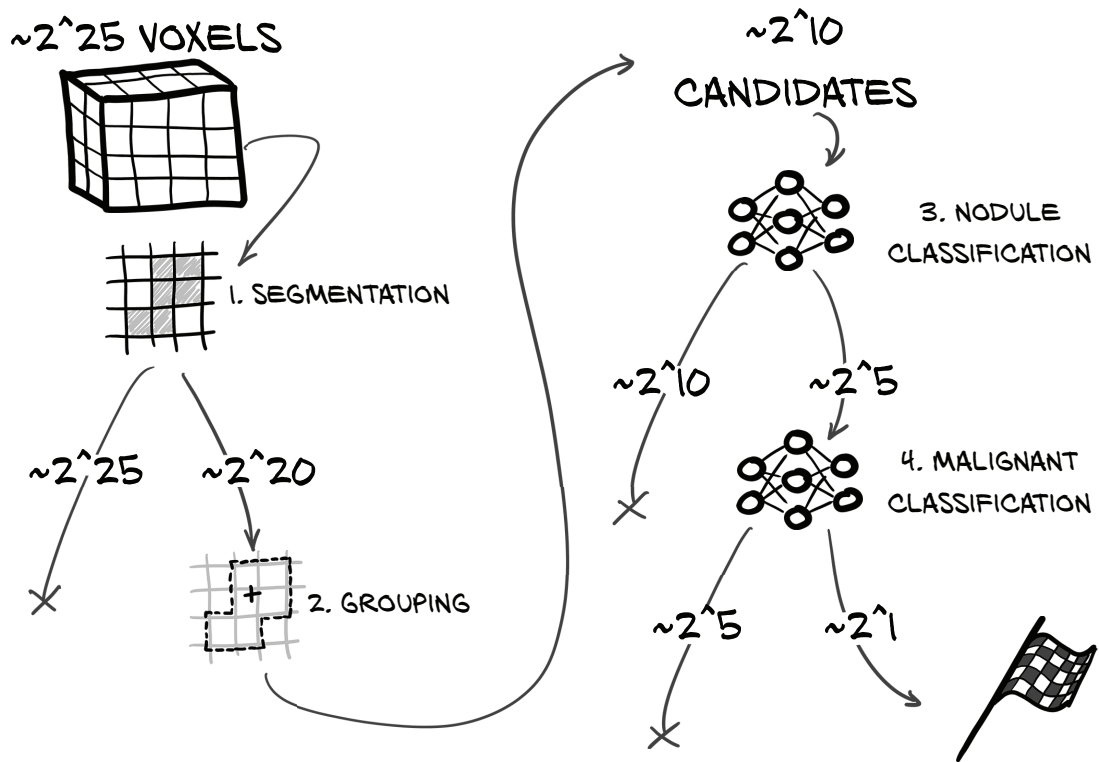 ~2^25 VOXELS
1. SEGMENTATION
~2^25
~2^20
2. GROUPING
~2^10
CANDIDATES
3. NODULE
CLASSIFICATION
~2^10
~2^5
4. MALIGNANT
CLASSIFICATION
~2^5
~2^1